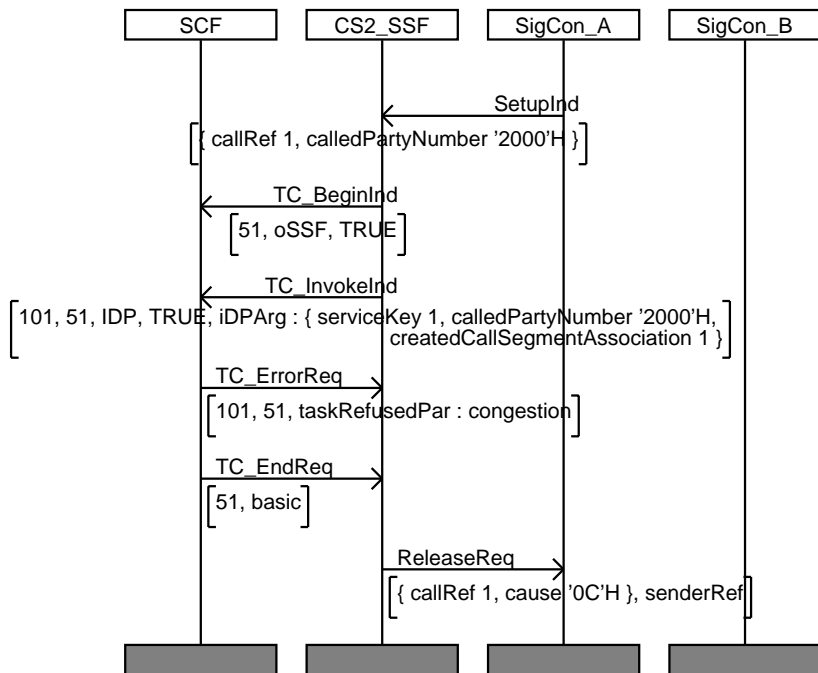 SCF CS2_SSF SigCon_A SigCon_B
SetupInd
{ callRef 1, calledPartyNumber ’2000’H }
TC_BeginInd
51, oSSF, TRUE
TC_InvokeInd
101, 51, IDP, TRUE, iDPArg : { serviceKey 1, calledPartyNumber ’2000’H,
createdCallSegmentAssociation 1 }
TC_ErrorReq
101, 51, taskRefusedPar : congestion
TC_EndReq
51, basic
ReleaseReq
{ callRef 1, cause ’0C’H }, senderRef